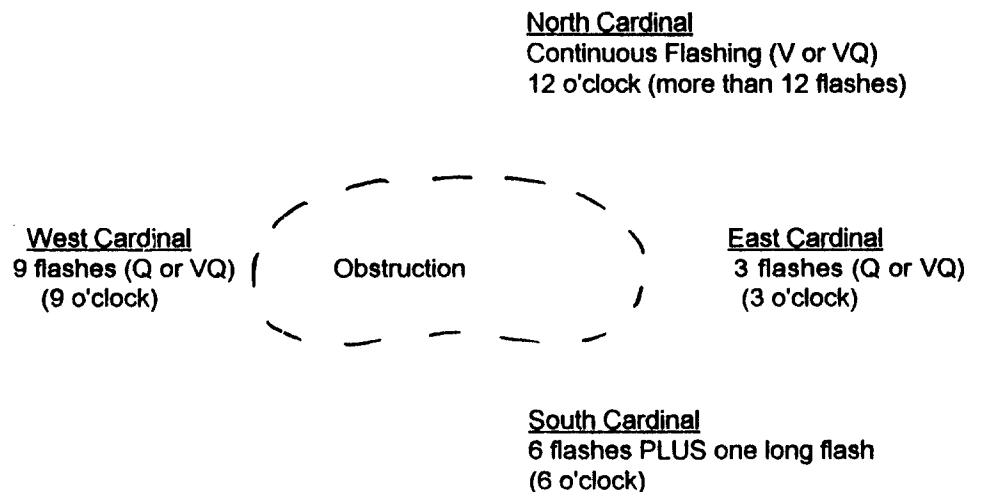 North Cardinal
Continuous Flashing (V or VQ)
12 o'clock (more than 12 flashes)
West Cardinal
9 flashes (Q or VQ)
(9 o'clock)
Obstruction
East Cardinal
3 flashes (Q or VQ)
(3 o'clock)
South Cardinal
6 flashes PLUS one long flash
(6 o'clock)